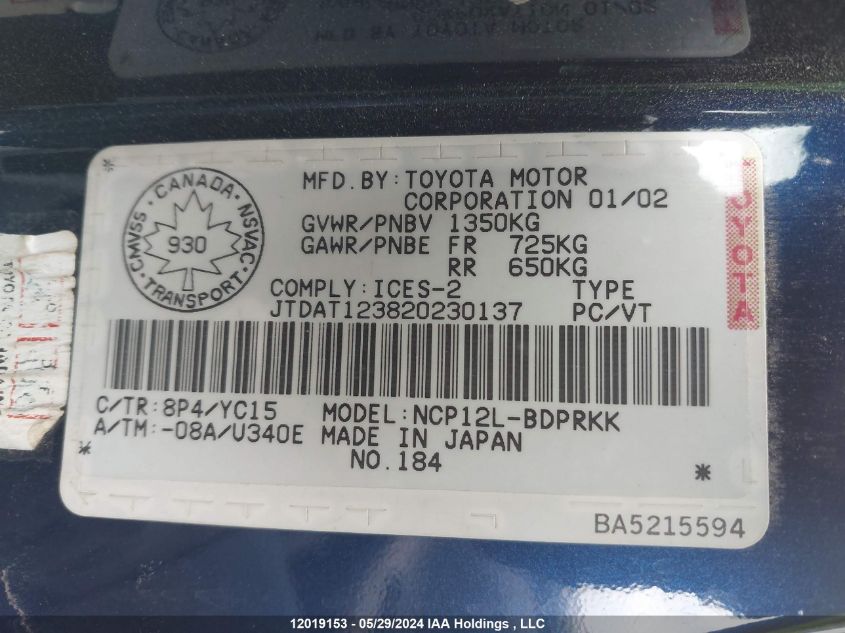 CMVSS · CANADA · NSVAC · TRANSPORT ·
930
MFD.BY:TOYOTA MOTOR
CORPORATION 01/02
GVWR/PNBV 1350KG
GAWR/PNBE FR 725KG
RR 650KG
COMPLY:ICES-2 TYPE
JTDAT123820230137 PC/VT
C/TR:8P4/YC15 MODEL:NCP12L-BDPRKK
A/TM:-08A/U340E MADE IN JAPAN
NO.184
* * *
TOYOTA
BA5215594
12019153 - 05/29/2024 IAA Holdings , LLC